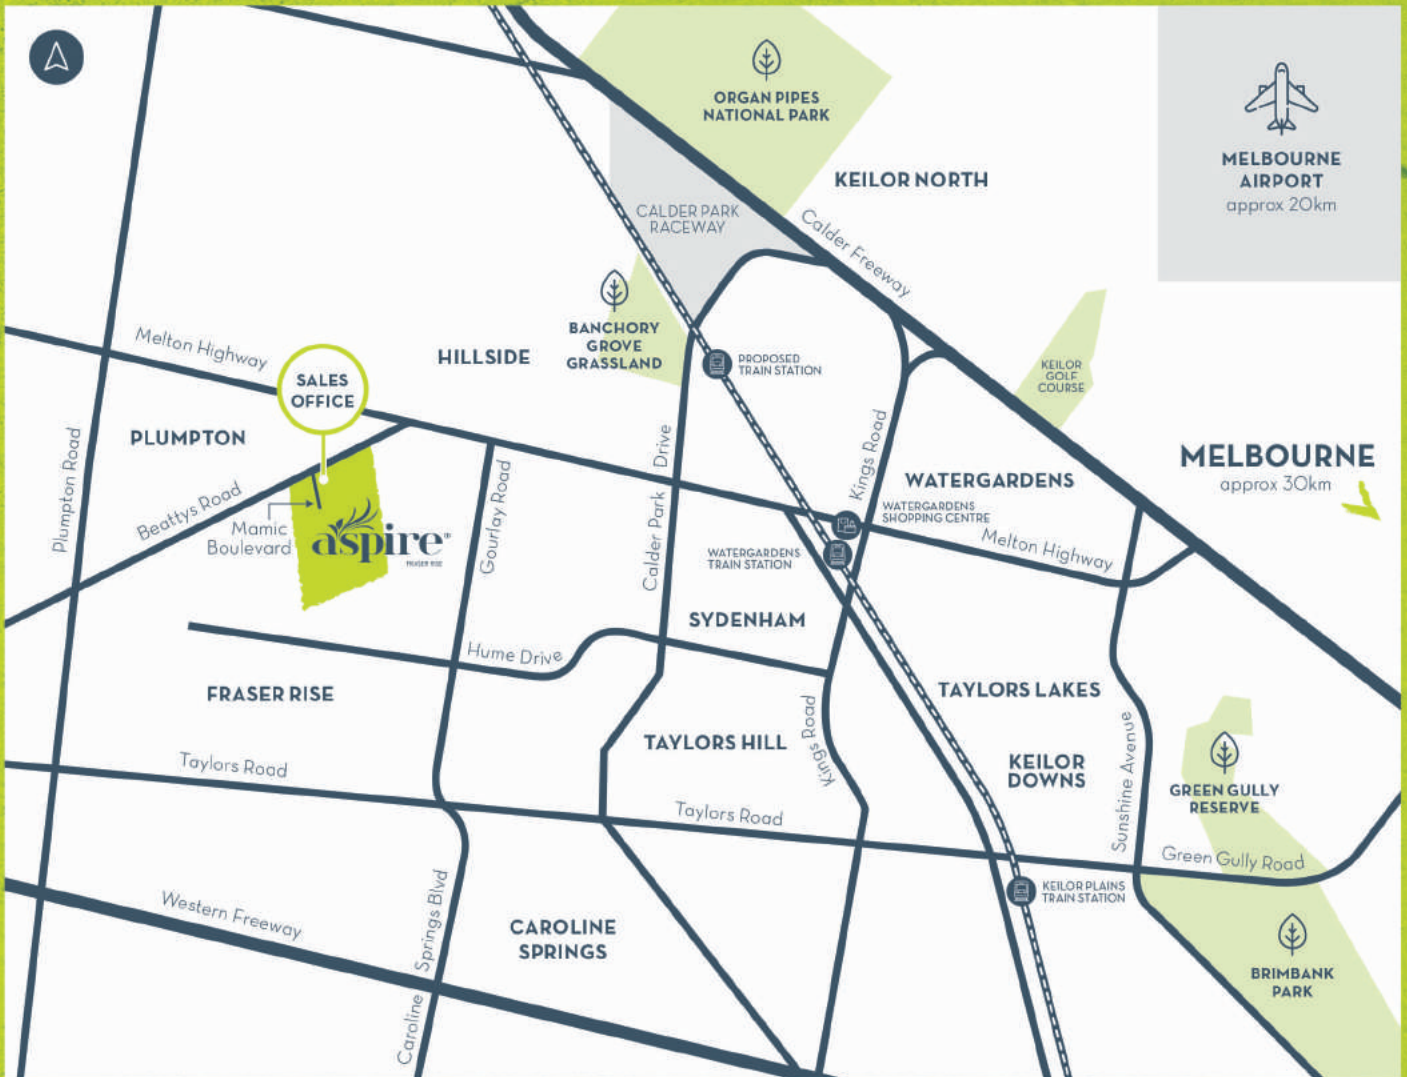 ORGAN PIPES
NATIONAL PARK
MELBOURNE
AIRPORT
approx 20km
KEILOR NORTH
CALDER PARK
RACEWAY
Calder Freeway
BANCHORY
GROVE
GRASSLAND
Melton Highway
HILLSIDE
PROPOSED
TRAIN STATION
KEILOR
GOLF
COURSE
SALES
OFFICE
PLUMPTON
Plumpton Road
Beattys Road
Mamic
Boulevard
aspire®
FRASER RISE
Gourlay Road
Calder Park Drive
Kings Road
WATERGARDENS
WATERGARDENS
SHOPPING CENTRE
MELBOURNE
approx 30km
WATERGARDENS
TRAIN STATION
Melton Highway
SYDENHAM
Hume Drive
FRASER RISE
TAYLORS LAKES
TAYLORS HILL
Kings Road
KEILOR
DOWNS
Sunshine Avenue
GREEN GULLY
RESERVE
Taylors Road
Taylors Road
Green Gully Road
KEILOR PLAINS
TRAIN STATION
Western Freeway
Caroline Springs Blvd
CAROLINE
SPRINGS
BRIMBANK
PARK